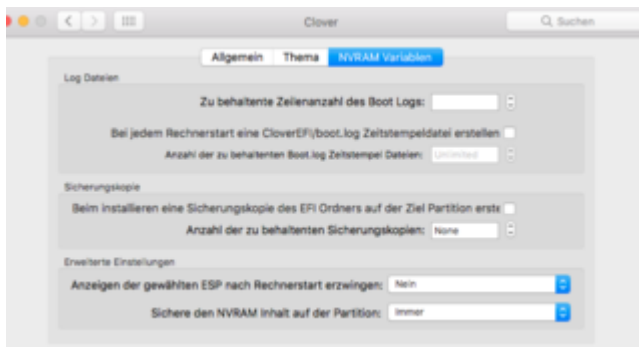 Clover
Suchen
Allgemein Thema NVRAM Variablen
Log Dateien
Zu behaltente Zeilenanzahl des Boot Logs:
Bei jedem Rechnerstart eine CloverEFI/boot.log Zeitstempeldatei erstellen
Anzahl der zu behaltenten Boot.log Zeitstempel Dateien: Unlimited
Sicherungskopie
Beim installieren eine Sicherungskopie des EFI Ordners auf der Ziel Partition erste
Anzahl der zu behaltenten Sicherungskopien: None
Erweiterte Einstellungen
Anzeigen der gewählten ESP nach Rechnerstart erzwingen: Nein
Sichere den NVRAM Inhalt auf der Partition: Immer